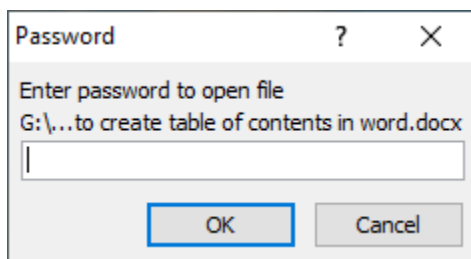 Password ?
Enter password to open file
G:\...to create table of contents in word.docx
OK Cancel